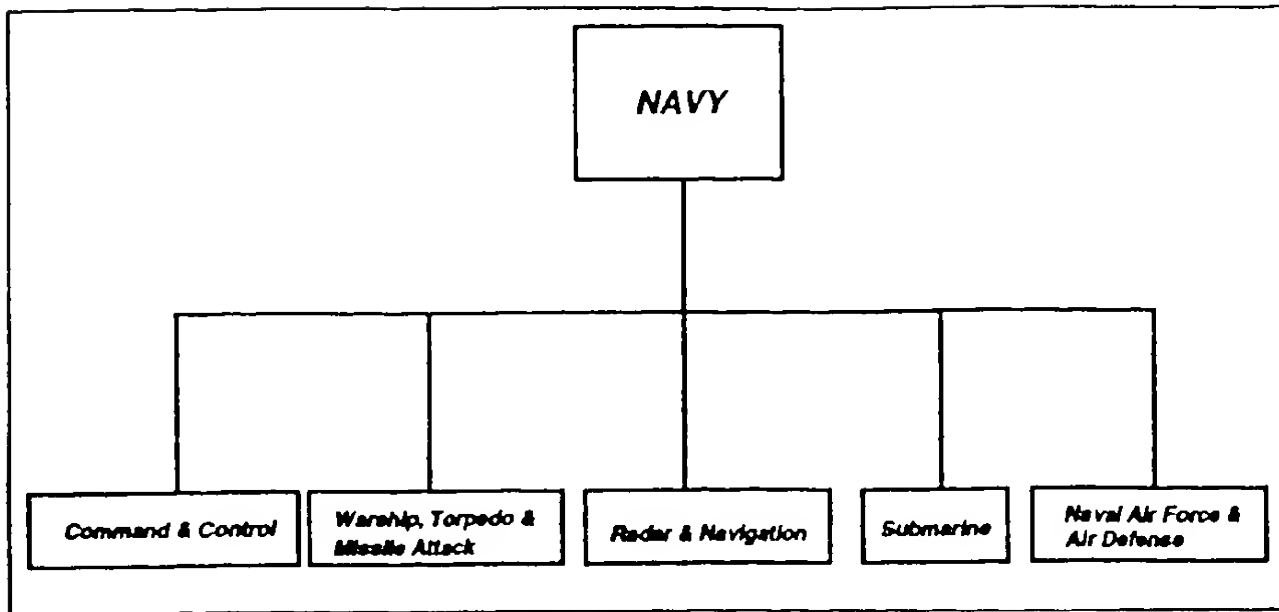 NAVY
Command & Control
Warship, Torpedo &
Missile Attack
Radar & Navigation
Submarine
Naval Air Force &
Air Defense